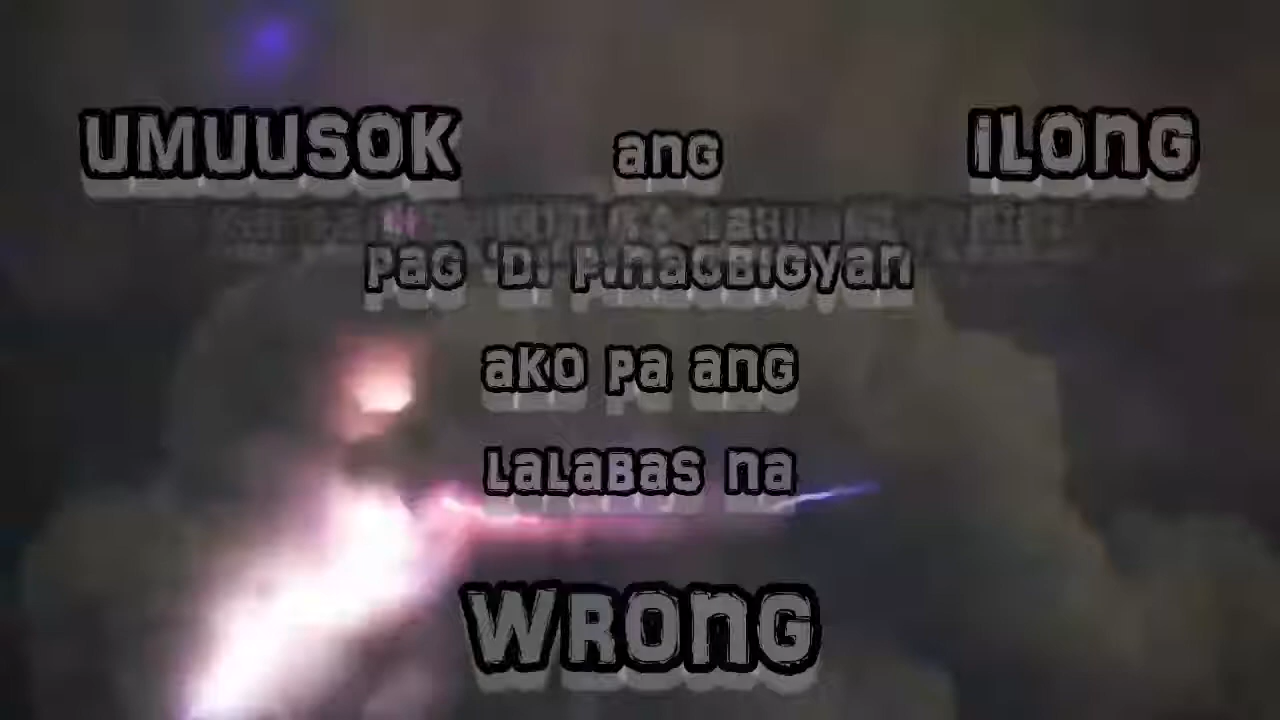 UMUUSOK ang ILONG
Pag 'Di Pinagbigyan
ako pa ang
Lalabas na
WRONG